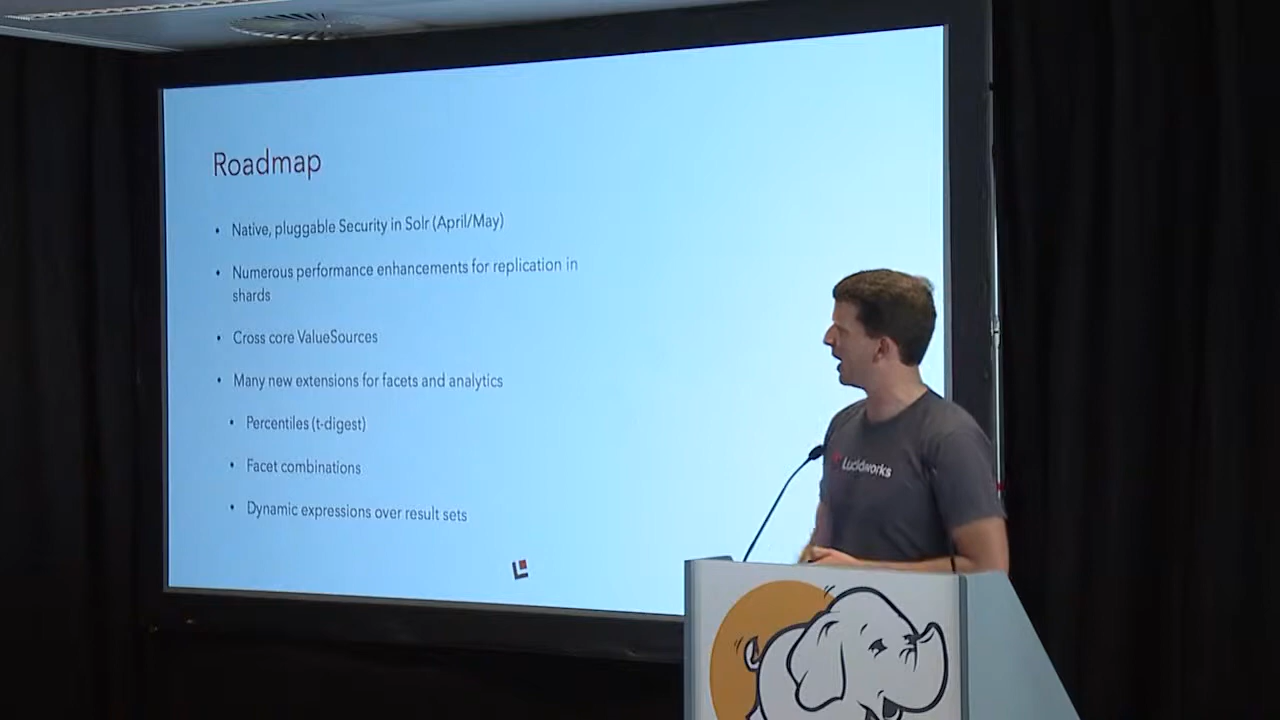 Roadmap
• Native, pluggable Security in Solr (April/May)
• Numerous performance enhancements for replication in
shards
• Cross core ValueSources
• Many new extensions for facets and analytics
• Percentiles (t-digest)
• Facet combinations
• Dynamic expressions over result sets
Lucidworks